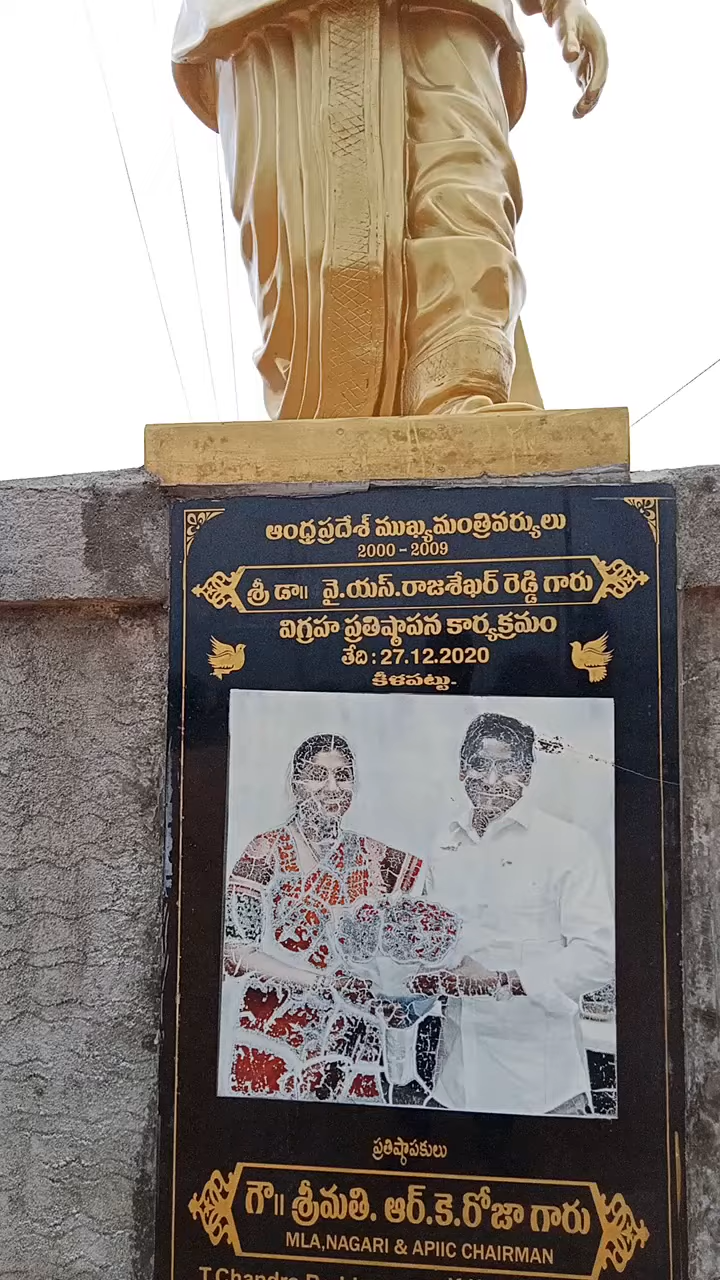 ఆంధ్రప్రదేశ్ ముఖ్యమంత్రివర్యులు
2000 - 2009
శ్రీ డా॥ వై.యస్.రాజశేఖర్ రెడ్డి గారు
విగ్రహ ప్రతిష్ఠాపన కార్యక్రమం
తేది : 27.12.2020
కీళపట్టు.
ప్రతిష్ఠాపకులు
గౌ॥ శ్రీమతి. ఆర్.కె.రోజా గారు
MLA,NAGARI & APIIC CHAIRMAN
T.Chandra